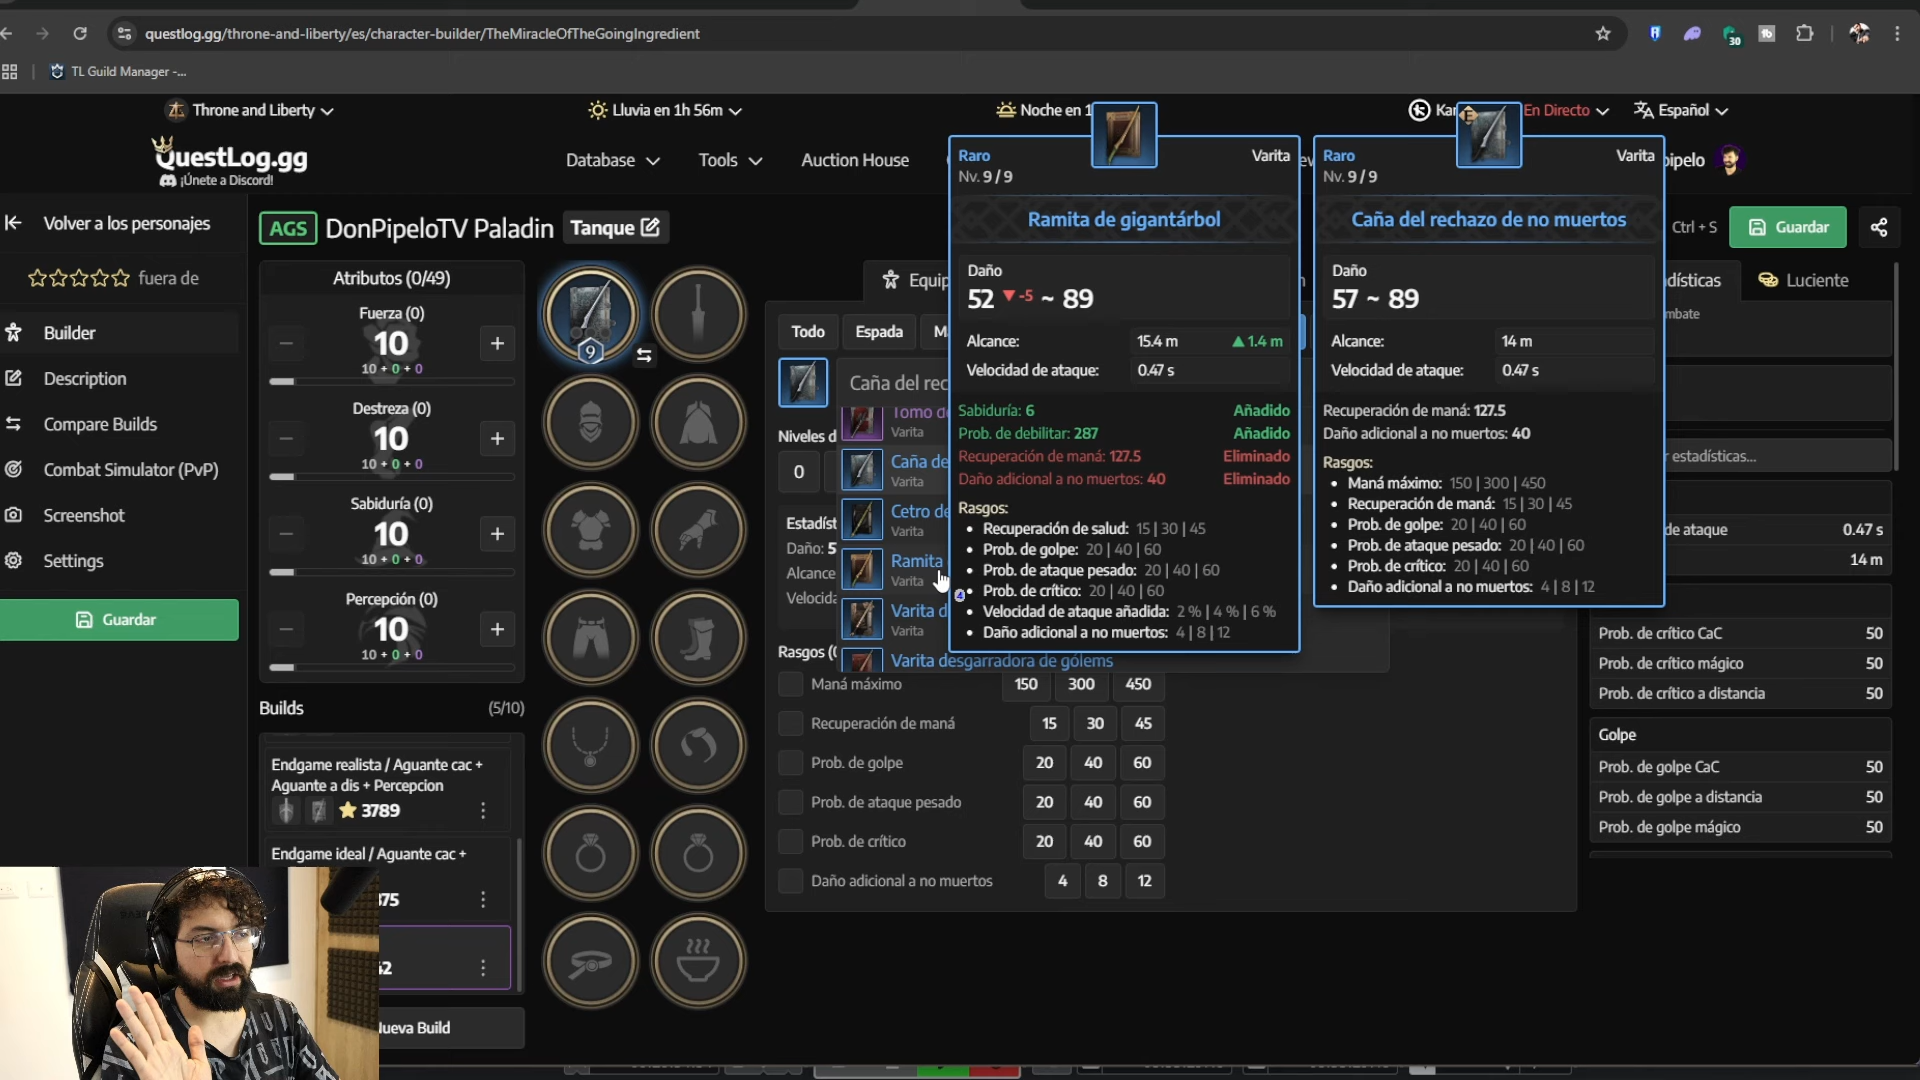 questlog.gg/throne-and-liberty/es/character-builder/TheMiracleOfTheGoingIngredient
30
TL Guild Manager -...
Throne and Liberty
Lluvia en 1h 56m
Noche en 1
En Directo
Español
QuestLog.gg
¡Únete a Discord!
Database
Tools
Auction House
Volver a los personajes
AGS
DonPipeloTV Paladin
Tanque
Ctrl + S
Guardar
fuera de
Builder
Description
Compare Builds
Combat Simulator (PvP)
Screenshot
Settings
Guardar
Atributos (0/49)
Fuerza (0)
10
10 + 0 + 0
Destreza (0)
10
10 + 0 + 0
Sabiduría (0)
10
10 + 0 + 0
Percepción (0)
10
10 + 0 + 0
Builds
(5/10)
Endgame realista / Aguante cac +
Aguante a dis + Percepcion
3789
Endgame ideal / Aguante cac +
9
Todo
Espada
Caña del rec
Niveles d
0
Varita
Caña de
Varita
Cetro de
Varita
Ramita
Varita
Varita d
Varita
Varita desgarradora de gólems
Daño: 5
Alcance
Raro
Varita
Nv. 9 / 9
Ramita de gigantárbol
Daño
52 ▼ -5 ~ 89
Alcance:
15.4 m
▲ 1.4 m
Velocidad de ataque:
0.47 s
Sabiduría: 6
Añadido
Prob. de debilitar: 287
Añadido
Recuperación de maná: 127.5
Eliminado
Daño adicional a no muertos: 40
Eliminado
Rasgos:
• Recuperación de salud: 15 | 30 | 45
• Prob. de golpe: 20 | 40 | 60
• Prob. de ataque pesado: 20 | 40 | 60
• Prob. de crítico: 20 | 40 | 60
• Velocidad de ataque añadida: 2 % | 4 % | 6 %
• Daño adicional a no muertos: 4 | 8 | 12
Raro
Varita
Nv. 9 / 9
Caña del rechazo de no muertos
Daño
57 ~ 89
Alcance:
14 m
Velocidad de ataque:
0.47 s
Recuperación de maná: 127.5
Daño adicional a no muertos: 40
Rasgos:
• Maná máximo: 150 | 300 | 450
• Recuperación de maná: 15 | 30 | 45
• Prob. de golpe: 20 | 40 | 60
• Prob. de ataque pesado: 20 | 40 | 60
• Prob. de crítico: 20 | 40 | 60
• Daño adicional a no muertos: 4 | 8 | 12
Maná máximo
150 300 450
Recuperación de maná
15 30 45
Prob. de golpe
20 40 60
Prob. de ataque pesado
20 40 60
Prob. de crítico
20 40 60
Daño adicional a no muertos
4 8 12
Luciente
estadísticas...
de ataque
0.47 s
14 m
Prob. de crítico CaC
50
Prob. de crítico mágico
50
Prob. de crítico a distancia
50
Golpe
Prob. de golpe CaC
50
Prob. de golpe a distancia
50
Prob. de golpe mágico
50